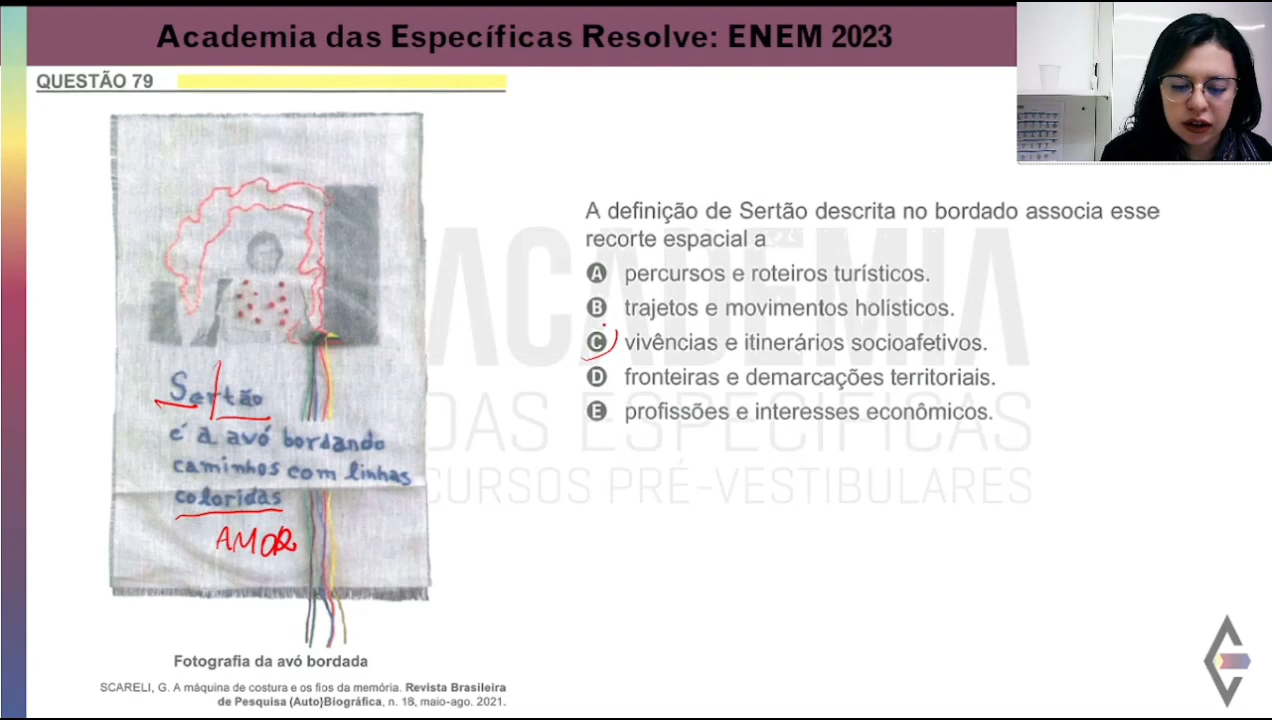 Academia das Específicas Resolve: ENEM 2023
QUESTÃO 79
Sertão
é a avó bordando
caminhos com linhas
coloridas
AMOR
Fotografia da avó bordada
SCARELI, G. A máquina de costura e os fios da memória. Revista Brasileira
de Pesquisa (Auto)Biográfica, n. 18, maio-ago. 2021.
A definição de Sertão descrita no bordado associa esse
recorte espacial a
A percursos e roteiros turísticos.
B trajetos e movimentos holísticos.
C vivências e itinerários socioafetivos.
D fronteiras e demarcações territoriais.
E profissões e interesses econômicos.
ACADEMIA
DAS ESPECÍFICAS
CURSOS PRÉ-VESTIBULARES